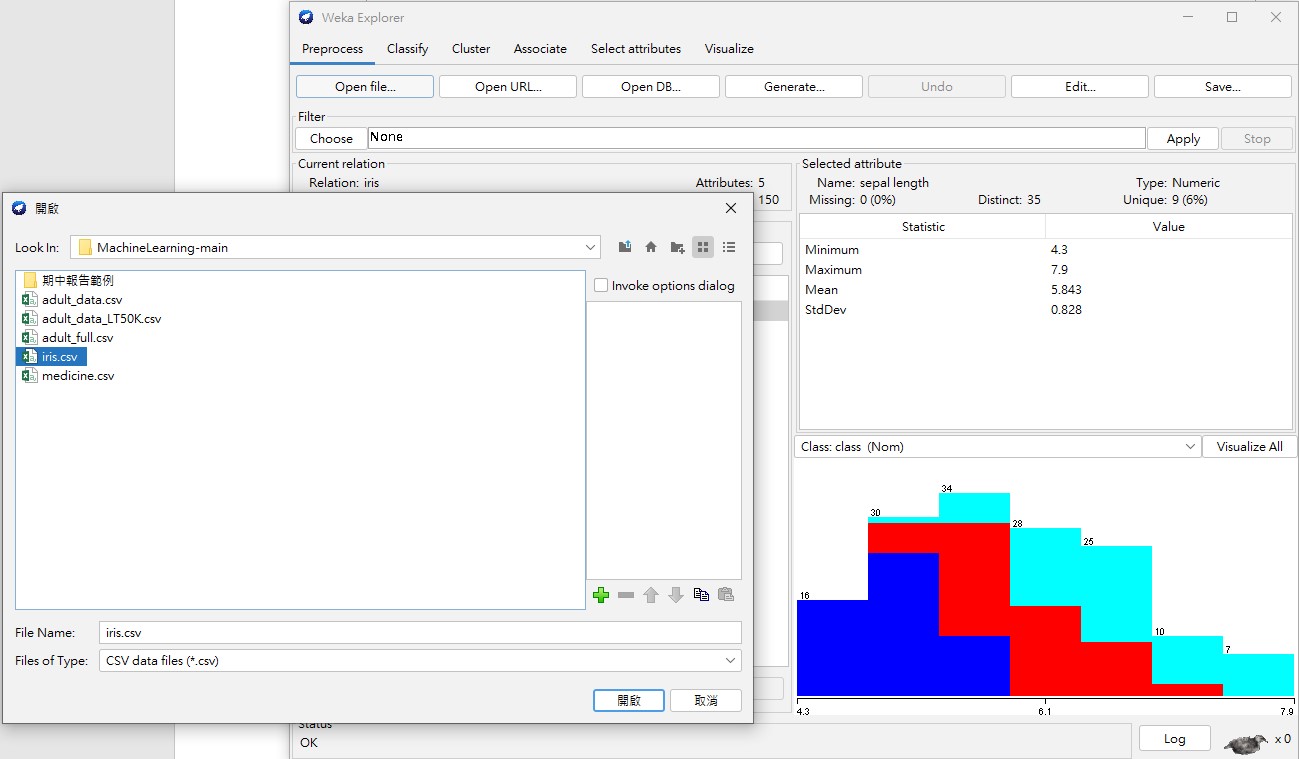 Weka Explorer
Preprocess Classify Cluster Associate Select attributes Visualize
Open file... Open URL... Open DB... Generate... Undo Edit... Save...
Filter
Choose None Apply Stop
Current relation
Relation: iris Attributes: 5
150
Selected attribute
Name: sepal length Type: Numeric
Missing: 0 (0%) Distinct: 35 Unique: 9 (6%)
Statistic Value
Minimum 4.3
Maximum 7.9
Mean 5.843
StdDev 0.828
Class: class (Nom) Visualize All
16
30
34
28
25
10
7
4.3 6.1 7.9
開啟
Look In: MachineLearning-main
期中報告範例
adult_data.csv
adult_data_LT50K.csv
adult_full.csv
iris.csv
medicine.csv
Invoke options dialog
File Name: iris.csv
Files of Type: CSV data files (*.csv)
開啟 取消
Status
OK
Log x 0